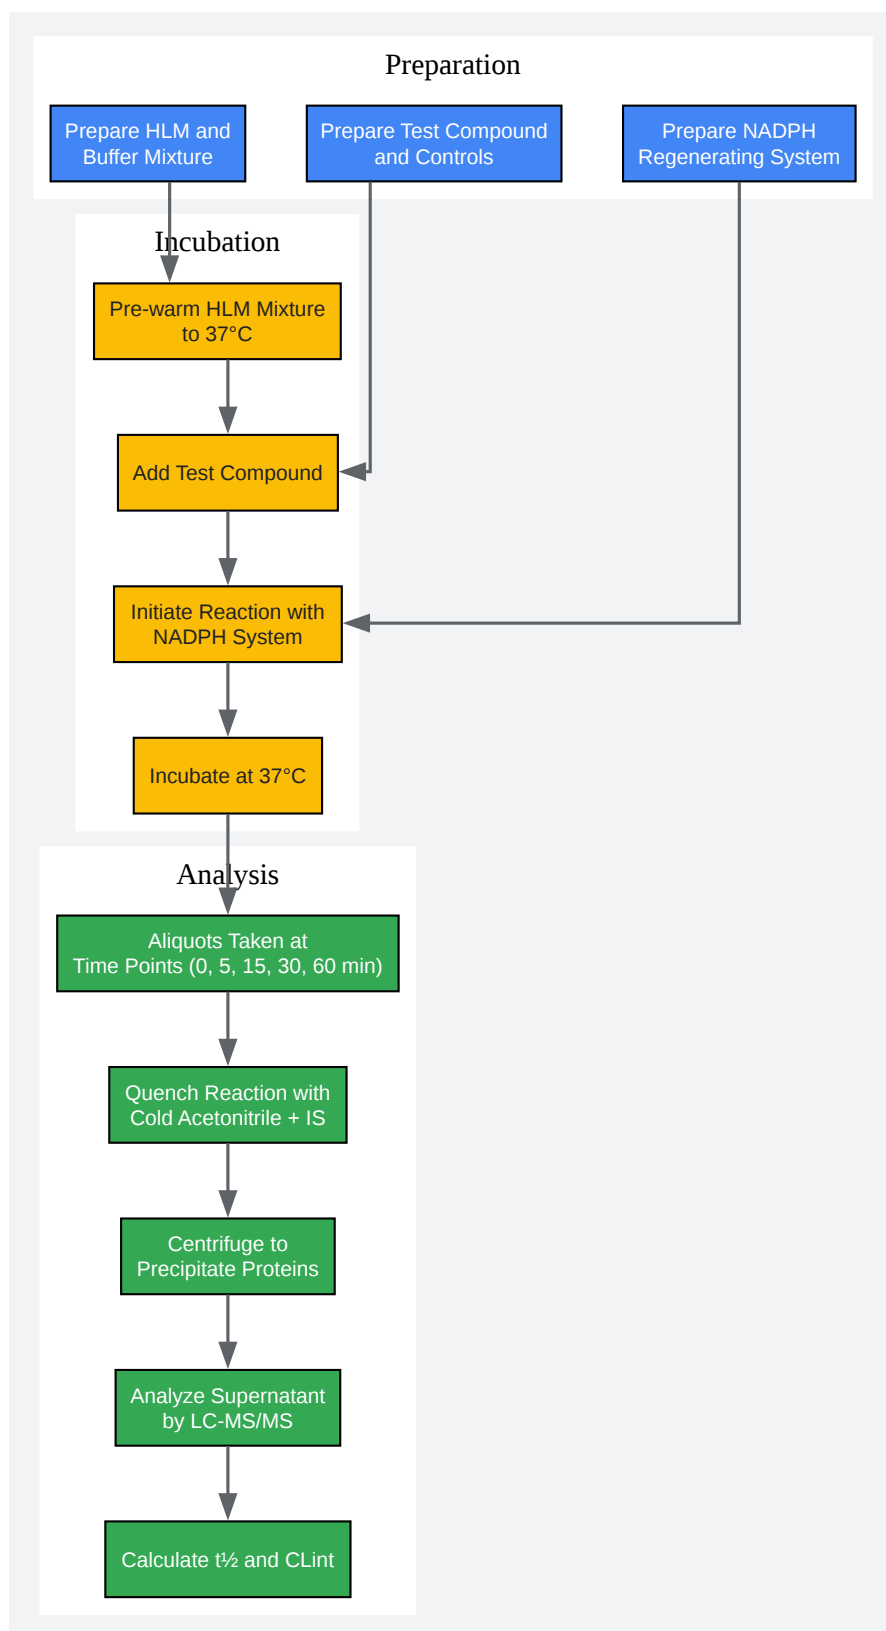 Preparation
Prepare HLM and
Buffer Mixture
Prepare Test Compound
and Controls
Prepare NADPH
Regenerating System
Incubation
Pre-warm HLM Mixture
to 37°C
Add Test Compound
Initiate Reaction with
NADPH System
Incubate at 37°C
Analysis
Aliquots Taken at
Time Points (0, 5, 15, 30, 60 min)
Quench Reaction with
Cold Acetonitrile + IS
Centrifuge to
Precipitate Proteins
Analyze Supernatant
by LC-MS/MS
Calculate t½ and CLint